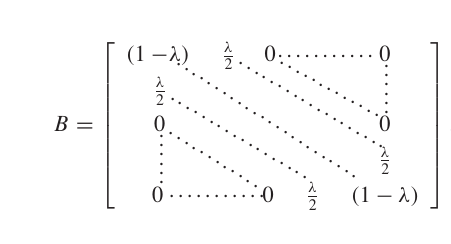 (1 − λ) λ/2 0 ⋯ 0
λ/2
B = 0 0
λ/2
0 ⋯ 0 λ/2 (1 − λ)